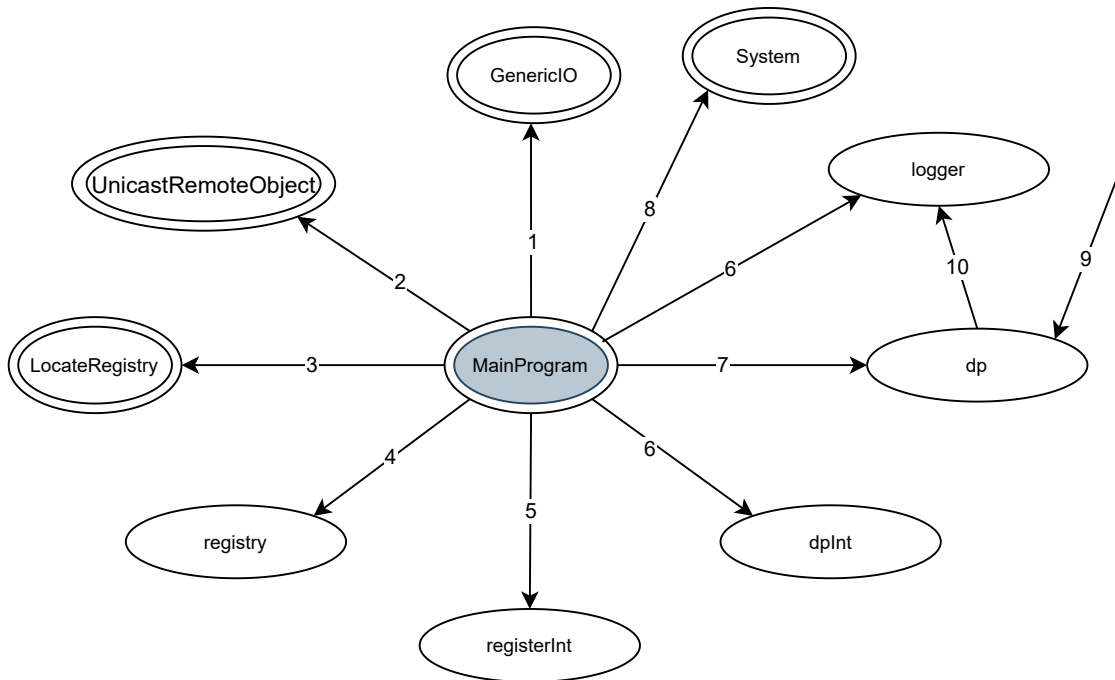 System
GenericIO
logger
UnicastRemoteObject
8
1
9
6
10
2
LocateRegistry
3
MainProgram
7
dp
4
6
5
registry
dpInt
registerInt